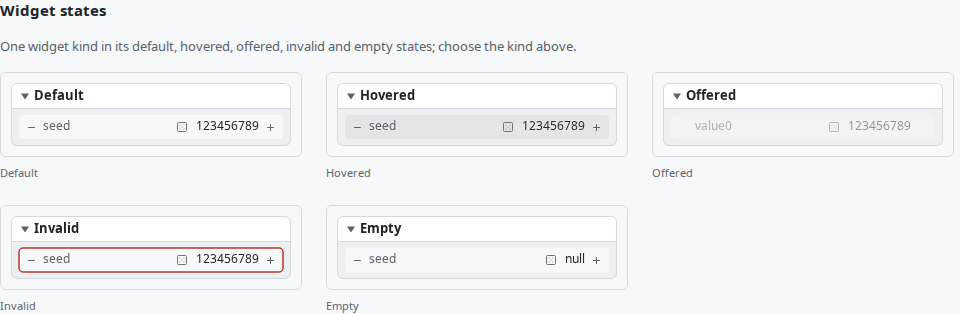 Widget states
One widget kind in its default, hovered, offered, invalid and empty states; choose the kind above.
Default
Hovered
Offered
– seed 123456789 +
– seed 123456789 +
value0 123456789
Default
Hovered
Offered
Invalid
Empty
– seed 123456789 +
– seed null +
Invalid
Empty